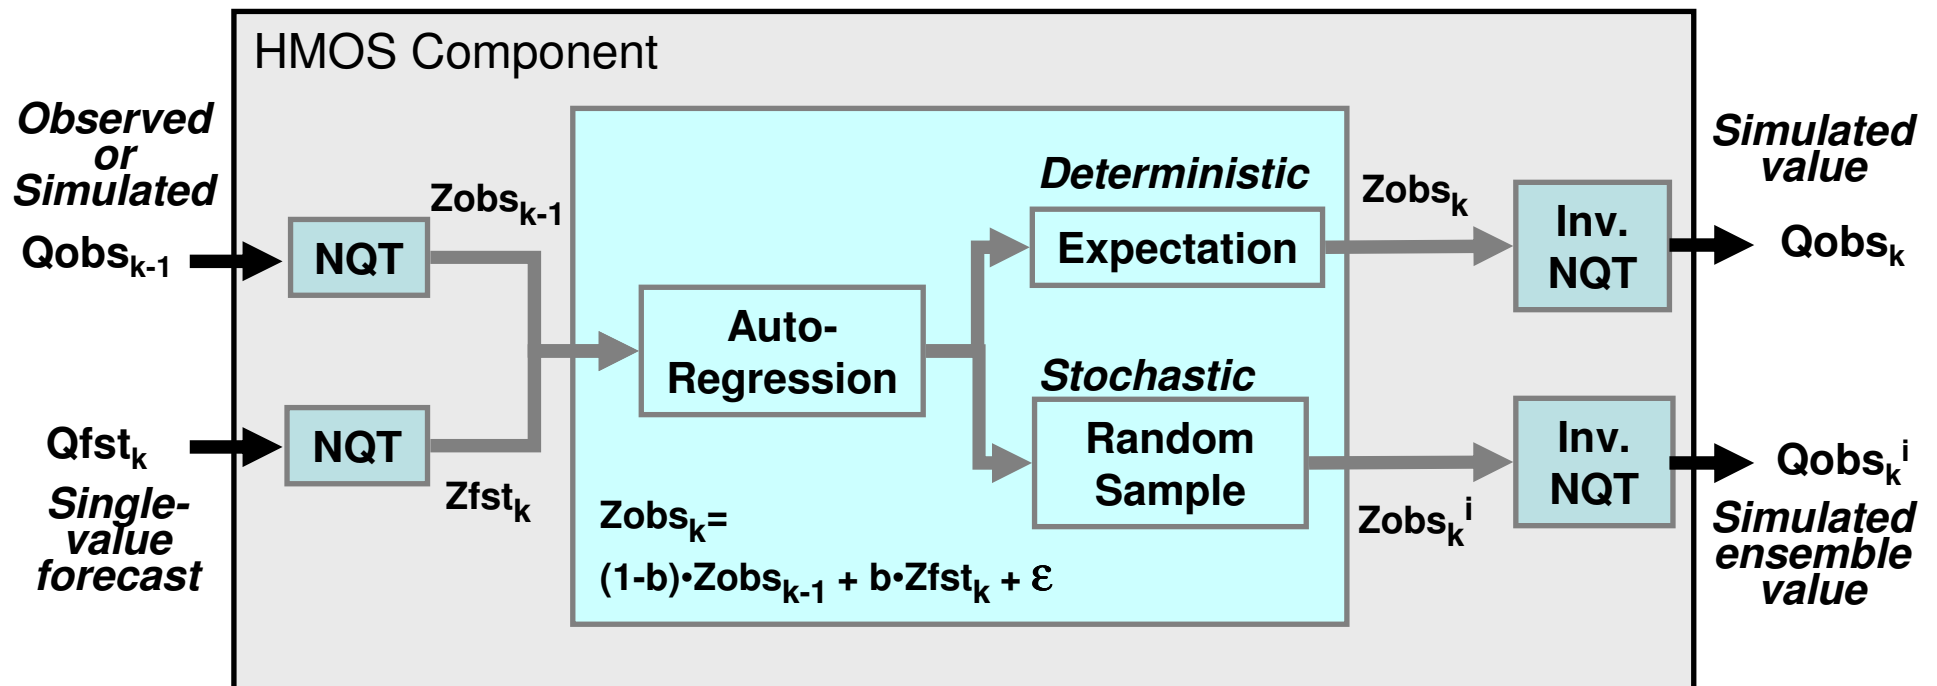 HMOS Component
Observed
or
Simulated
Qobsk-1
NQT
Zobsk-1
Qfstk
Single-
value
forecast
NQT
Zfstk
Auto-
Regression
Zobsk=
(1-b)•Zobsk-1 + b•Zfstk + ε
Deterministic
Expectation
Stochastic
Random
Sample
Zobsk
Zobski
Inv.
NQT
Inv.
NQT
Simulated
value
Qobsk
Qobski
Simulated
ensemble
value